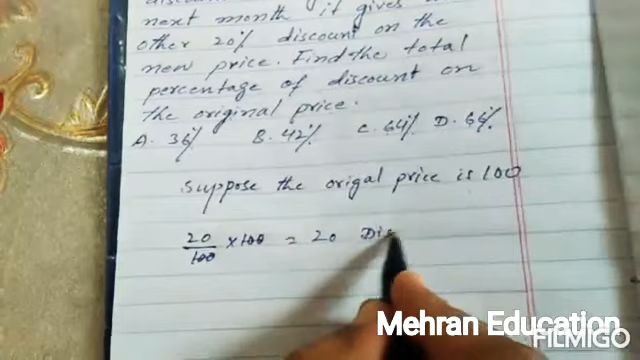 next month it gives
other 20% discount on the
new price. Find the total
percentage of discount on
the original price.
A. 36% B. 42% C. 64% D. 66%
Suppose the origal price is 100
20/100 × 100 = 20 Dis
Mehran Education
FILMIGO